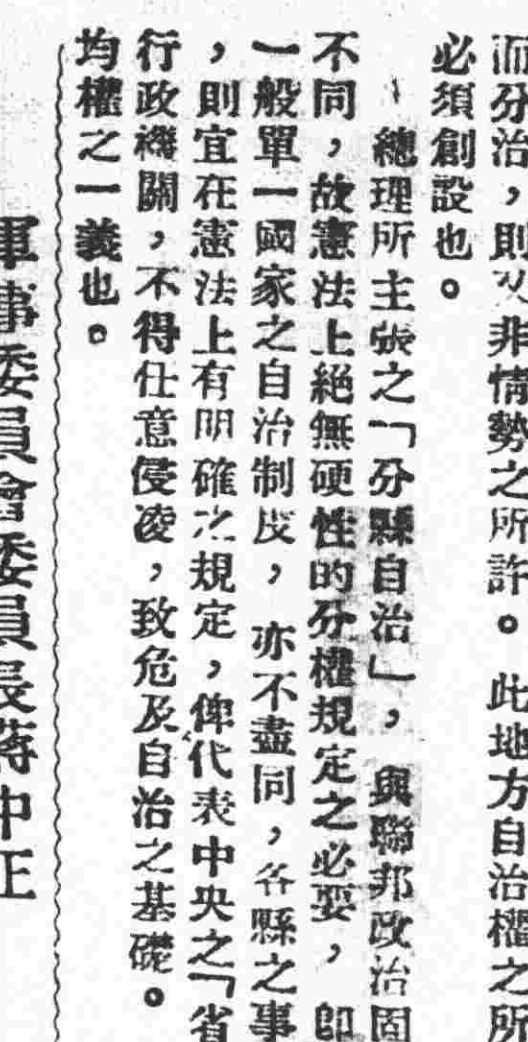 而分治，則亦非情勢之所許。此地方自治權之所
必須創設也。
總理所主張之「分縣自治」，與聯邦政治固
不同，故憲法上絕無硬性的分權規定之必要，即
一般單一國家之自治制度，亦不盡同，各縣之事
，則宜在憲法上有明確之規定，俾代表中央之「省
行政機關，不得任意侵凌，致危及自治之基礎。
均權之一義也。
軍事委員會委員長蔣中正